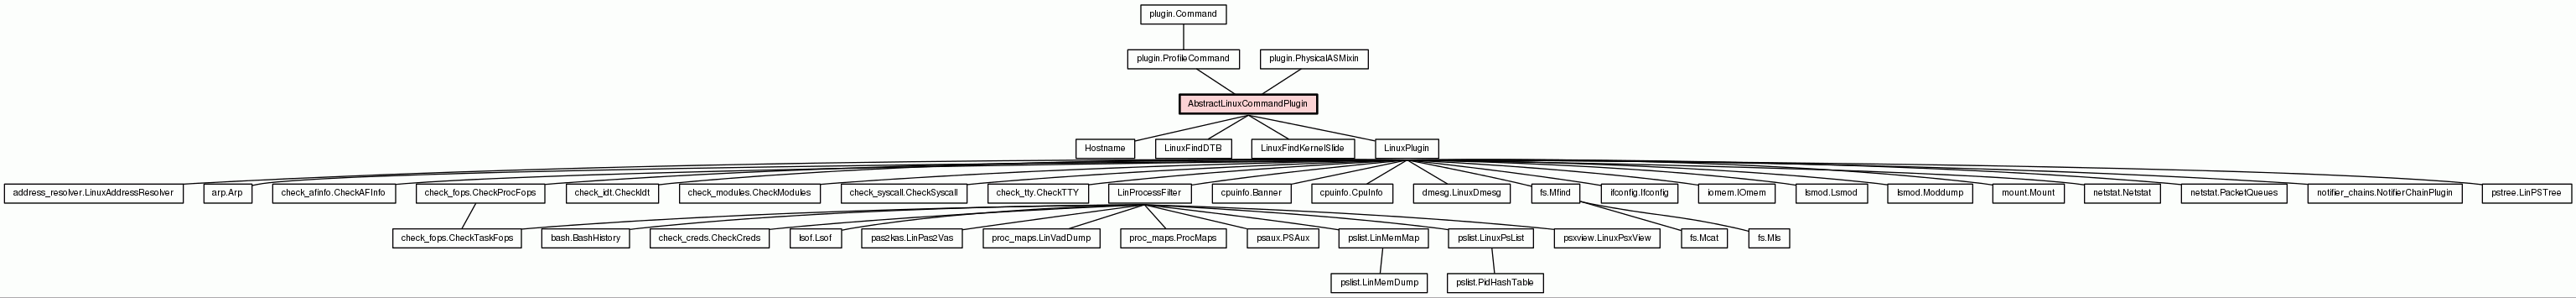 plugin.Command
plugin.ProfileCommand
plugin.PhysicalASMixin
AbstractLinuxCommandPlugin
Hostname
LinuxFindDTB
LinuxFindKernelSlide
LinuxPlugin
address_resolver.LinuxAddressResolver
arp.Arp
check_afinfo.CheckAFInfo
check_fops.CheckProcFops
check_idt.CheckIdt
check_modules.CheckModules
check_syscall.CheckSyscall
check_tty.CheckTTY
LinProcessFilter
cpuinfo.Banner
cpuinfo.CpuInfo
dmesg.LinuxDmesg
fs.Mfind
ifconfig.Ifconfig
iomem.IOmem
lsmod.Lsmod
lsmod.Moddump
mount.Mount
netstat.Netstat
netstat.PacketQueues
notifier_chains.NotifierChainPlugin
pstree.LinPSTree
check_fops.CheckTaskFops
bash.BashHistory
check_creds.CheckCreds
lsof.Lsof
pas2kas.LinPas2Vas
proc_maps.LinVadDump
proc_maps.ProcMaps
psaux.PSAux
pslist.LinMemMap
pslist.LinuxPsList
psxview.LinuxPsxView
fs.Mcat
fs.Mls
pslist.LinMemDump
pslist.PidHashTable